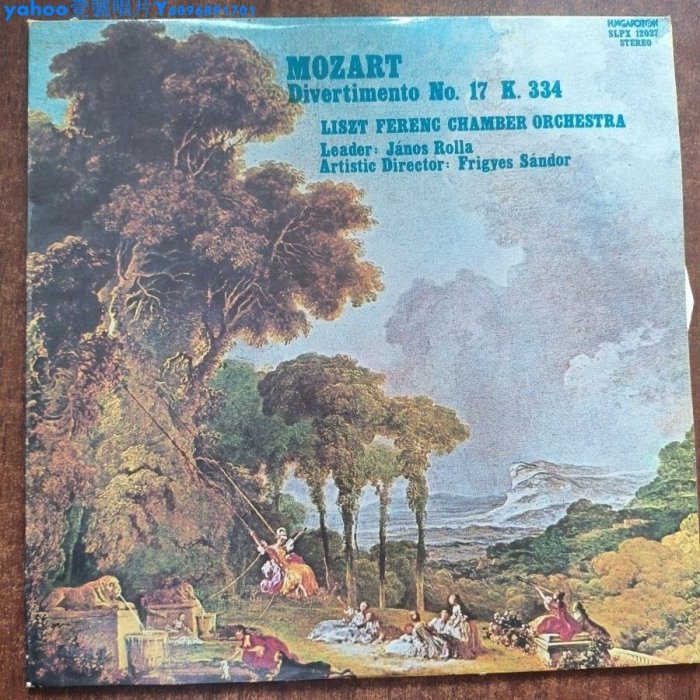 HUNGAROTON
SLPX 12027
STEREO
MOZART
Divertimento No. 17 K. 334
LISZT FERENC CHAMBER ORCHESTRA
Leader: János Rolla
Artistic Director: Frigyes Sándor